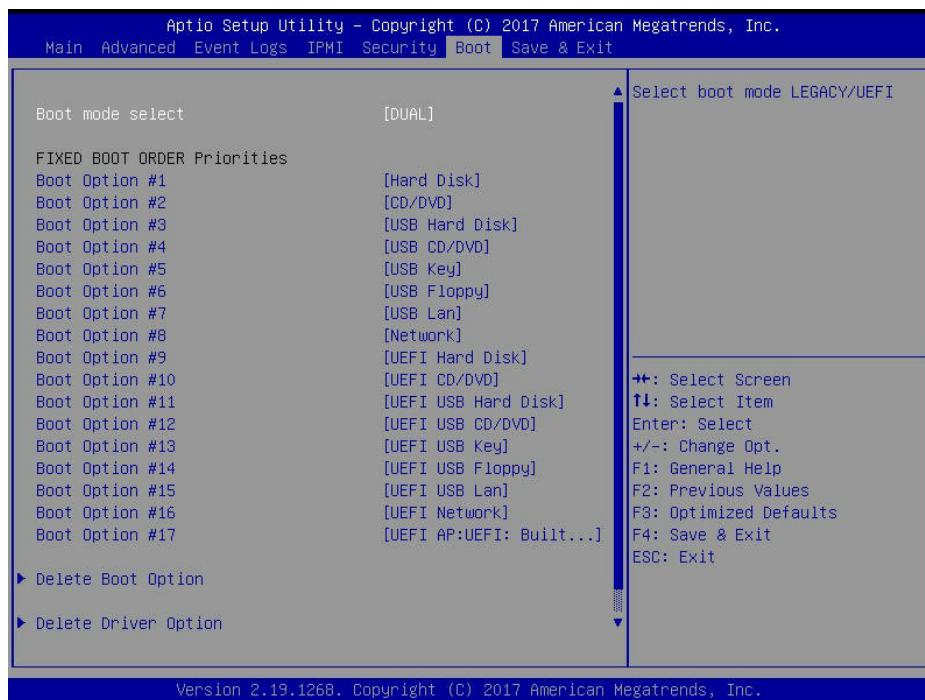 Aptio Setup Utility – Copyright (C) 2017 American Megatrends, Inc.
Main Advanced Event Logs IPMI Security Boot Save & Exit
Boot mode select [DUAL]
FIXED BOOT ORDER Priorities
Boot Option #1 [Hard Disk]
Boot Option #2 [CD/DVD]
Boot Option #3 [USB Hard Disk]
Boot Option #4 [USB CD/DVD]
Boot Option #5 [USB Key]
Boot Option #6 [USB Floppy]
Boot Option #7 [USB Lan]
Boot Option #8 [Network]
Boot Option #9 [UEFI Hard Disk]
Boot Option #10 [UEFI CD/DVD]
Boot Option #11 [UEFI USB Hard Disk]
Boot Option #12 [UEFI USB CD/DVD]
Boot Option #13 [UEFI USB Key]
Boot Option #14 [UEFI USB Floppy]
Boot Option #15 [UEFI USB Lan]
Boot Option #16 [UEFI Network]
Boot Option #17 [UEFI AP:UEFI: Built...]
Delete Boot Option
Delete Driver Option
Select boot mode LEGACY/UEFI
→←: Select Screen
↑↓: Select Item
Enter: Select
+/-: Change Opt.
F1: General Help
F2: Previous Values
F3: Optimized Defaults
F4: Save & Exit
ESC: Exit
Version 2.19.1268. Copyright (C) 2017 American Megatrends, Inc.